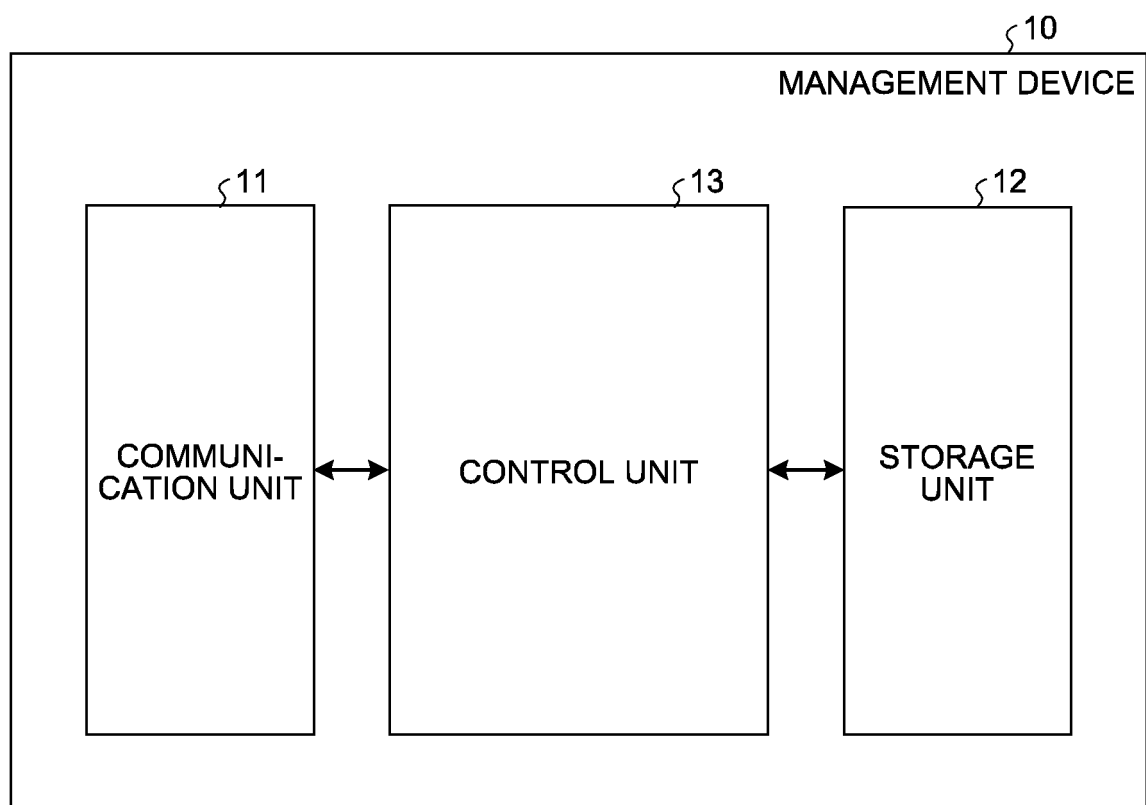 10
MANAGEMENT DEVICE
11
13
12
COMMUNI-
CATION UNIT
CONTROL UNIT
STORAGE
UNIT